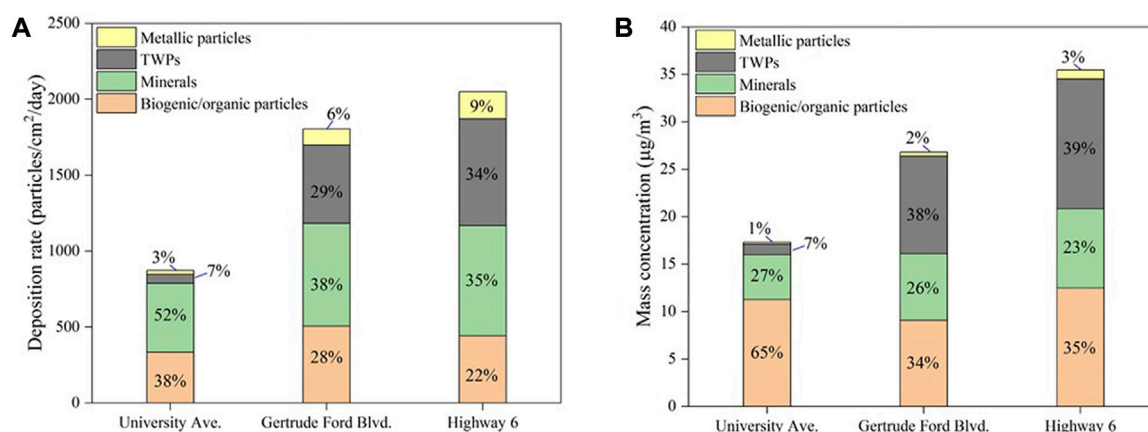 A
Deposition rate (particles/cm²/day)
2500
2000
1500
1000
500
0
Metallic particles
TWPs
Minerals
Biogenic/organic particles
3%
7%
52%
38%
6%
29%
38%
28%
9%
34%
35%
22%
University Ave.
Gertrude Ford Blvd.
Highway 6
B
Mass concentration (µg/m³)
40
35
30
25
20
15
10
5
0
Metallic particles
TWPs
Minerals
Biogenic/organic particles
1%
7%
27%
65%
2%
38%
26%
34%
3%
39%
23%
35%
University Ave.
Gertrude Ford Blvd.
Highway 6